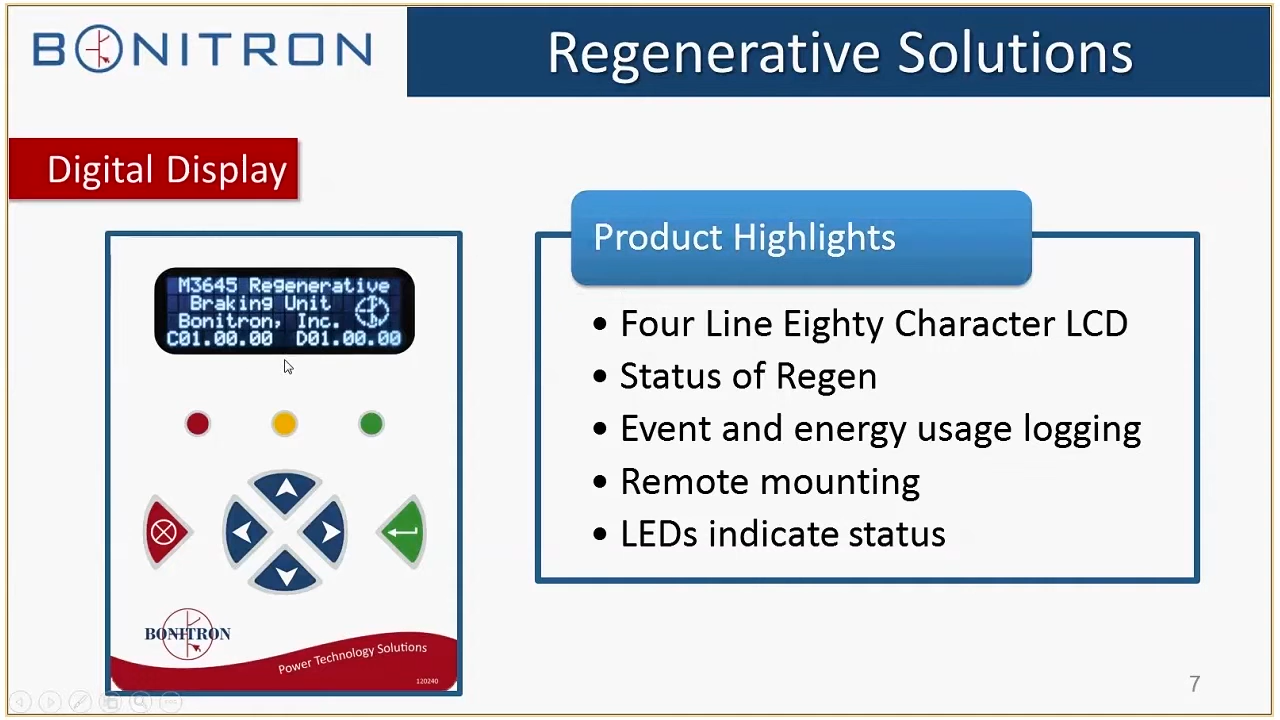 BONITRON
Regenerative Solutions
Digital Display
M3645 Regenerative
Braking Unit
Bonitron, Inc.
C01.00.00 D01.00.00
BONITRON
Power Technology Solutions
120240
Product Highlights
• Four Line Eighty Character LCD
• Status of Regen
• Event and energy usage logging
• Remote mounting
• LEDs indicate status
7